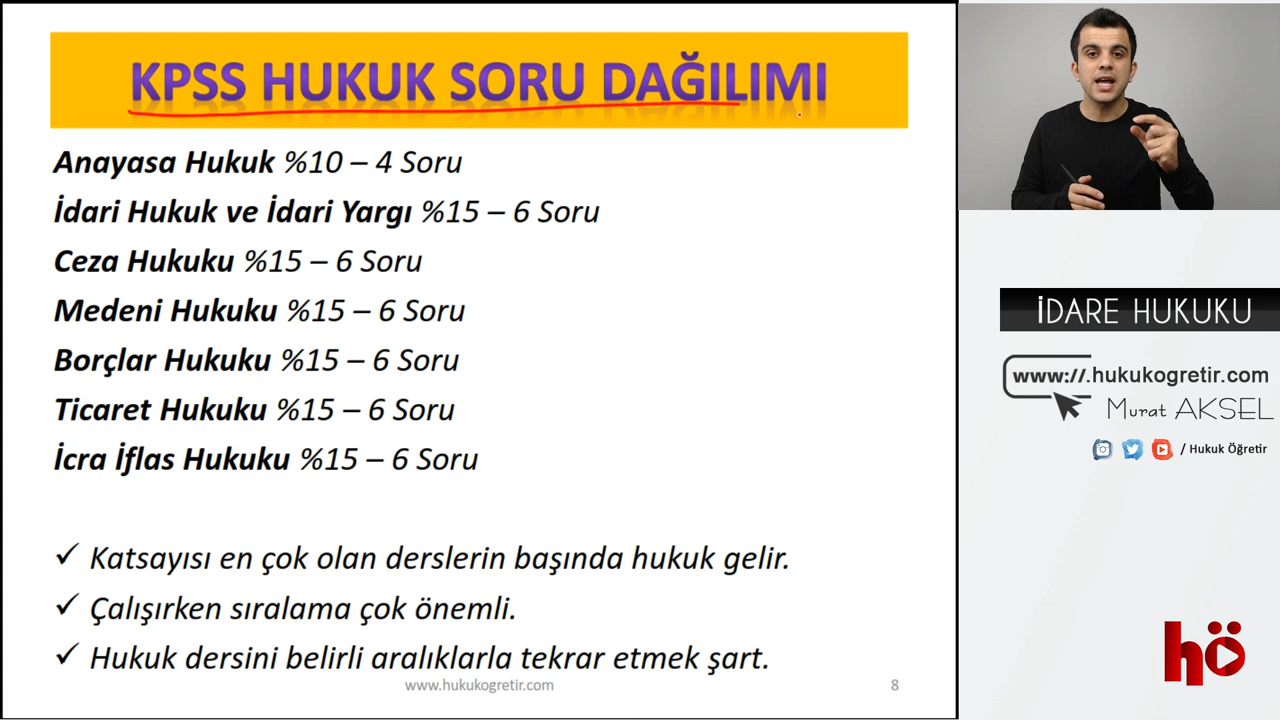 KPSS HUKUK SORU DAĞILIMI
Anayasa Hukuk %10 – 4 Soru
İdari Hukuk ve İdari Yargı %15 – 6 Soru
Ceza Hukuku %15 – 6 Soru
Medeni Hukuku %15 – 6 Soru
Borçlar Hukuku %15 – 6 Soru
Ticaret Hukuku %15 – 6 Soru
İcra İflas Hukuku %15 – 6 Soru
✓ Katsayısı en çok olan derslerin başında hukuk gelir.
✓ Çalışırken sıralama çok önemli.
✓ Hukuk dersini belirli aralıklarla tekrar etmek şart.
www.hukukogretir.com
8
İDARE HUKUKU
www://.hukukogretir.com
Murat AKSEL
/ Hukuk Öğretir
hö